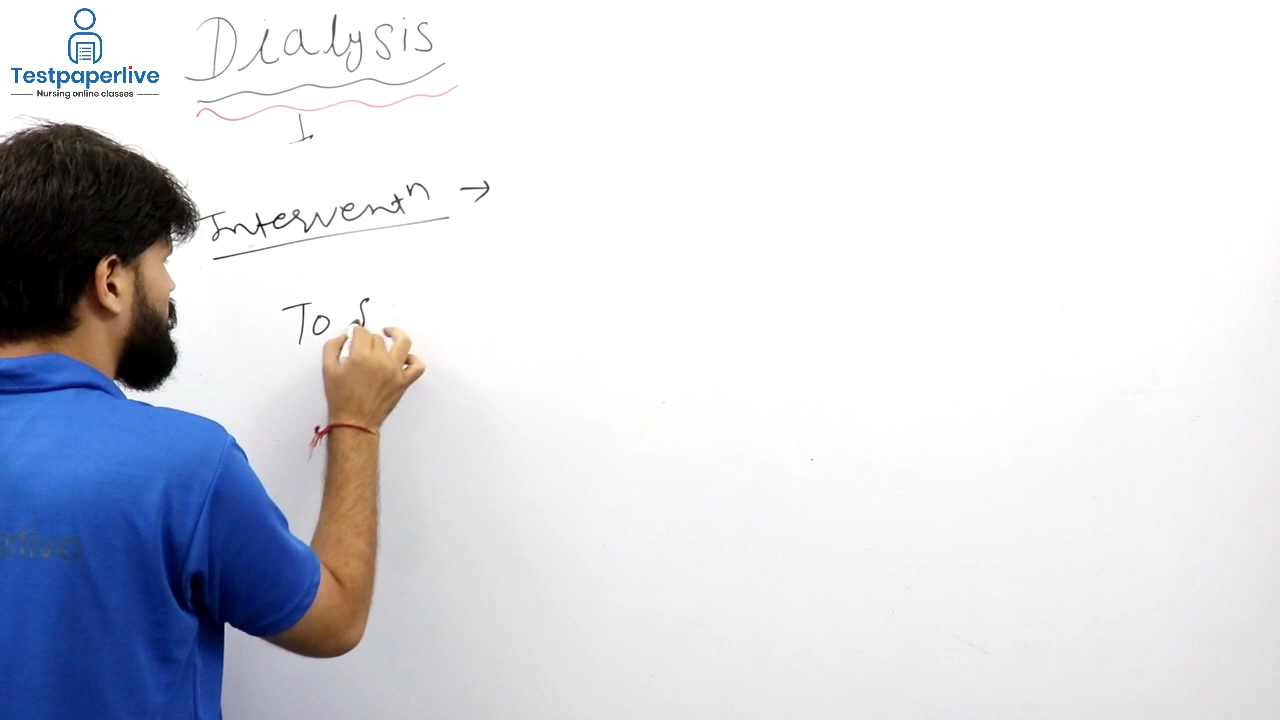 Testpaperlive
Nursing online classes
Dialysis
Interventn →
To